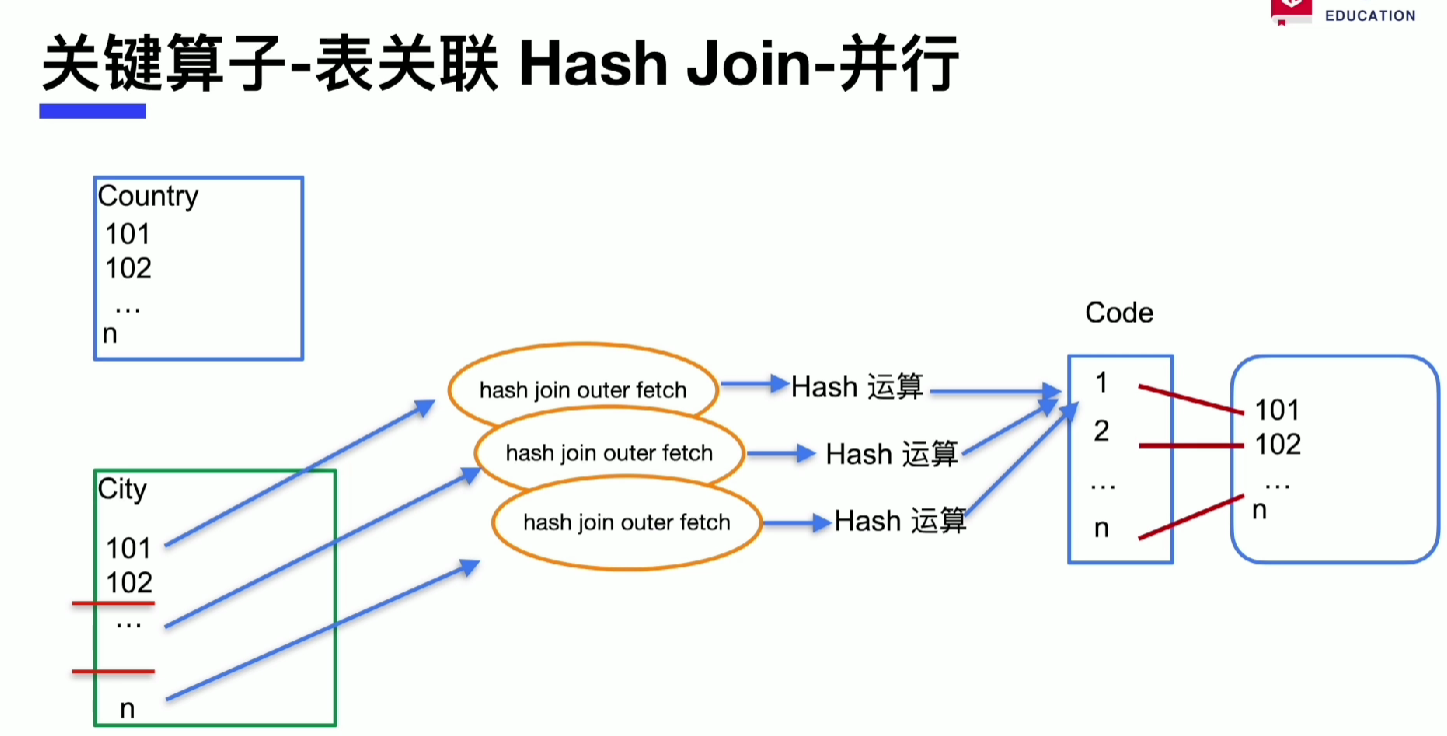 EDUCATION
关键算子-表关联 Hash Join-并行
Country
101
102
...
n
City
101
102
...
n
hash join outer fetch
hash join outer fetch
hash join outer fetch
Hash 运算
Hash 运算
Hash 运算
Code
1
2
...
n
101
102
...
n